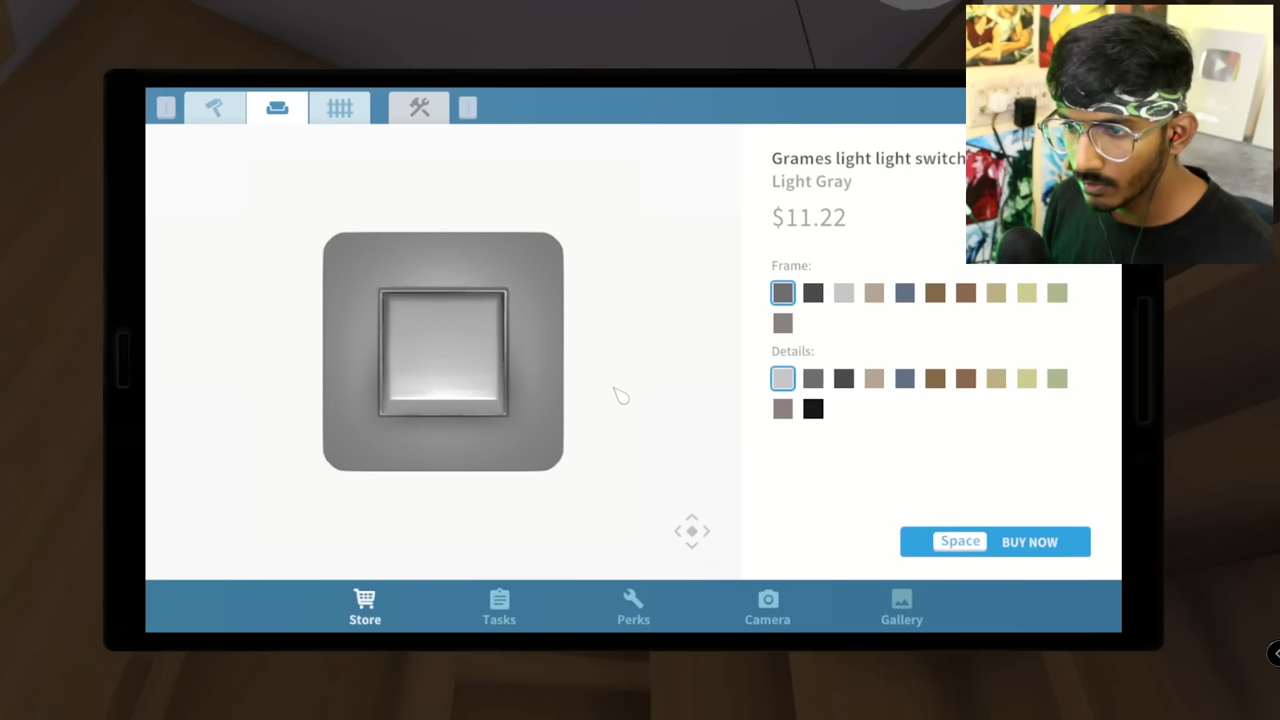 Grames light light switch
Light Gray
$11.22
Frame:
Details:
Space BUY NOW
Store Tasks Perks Camera Gallery